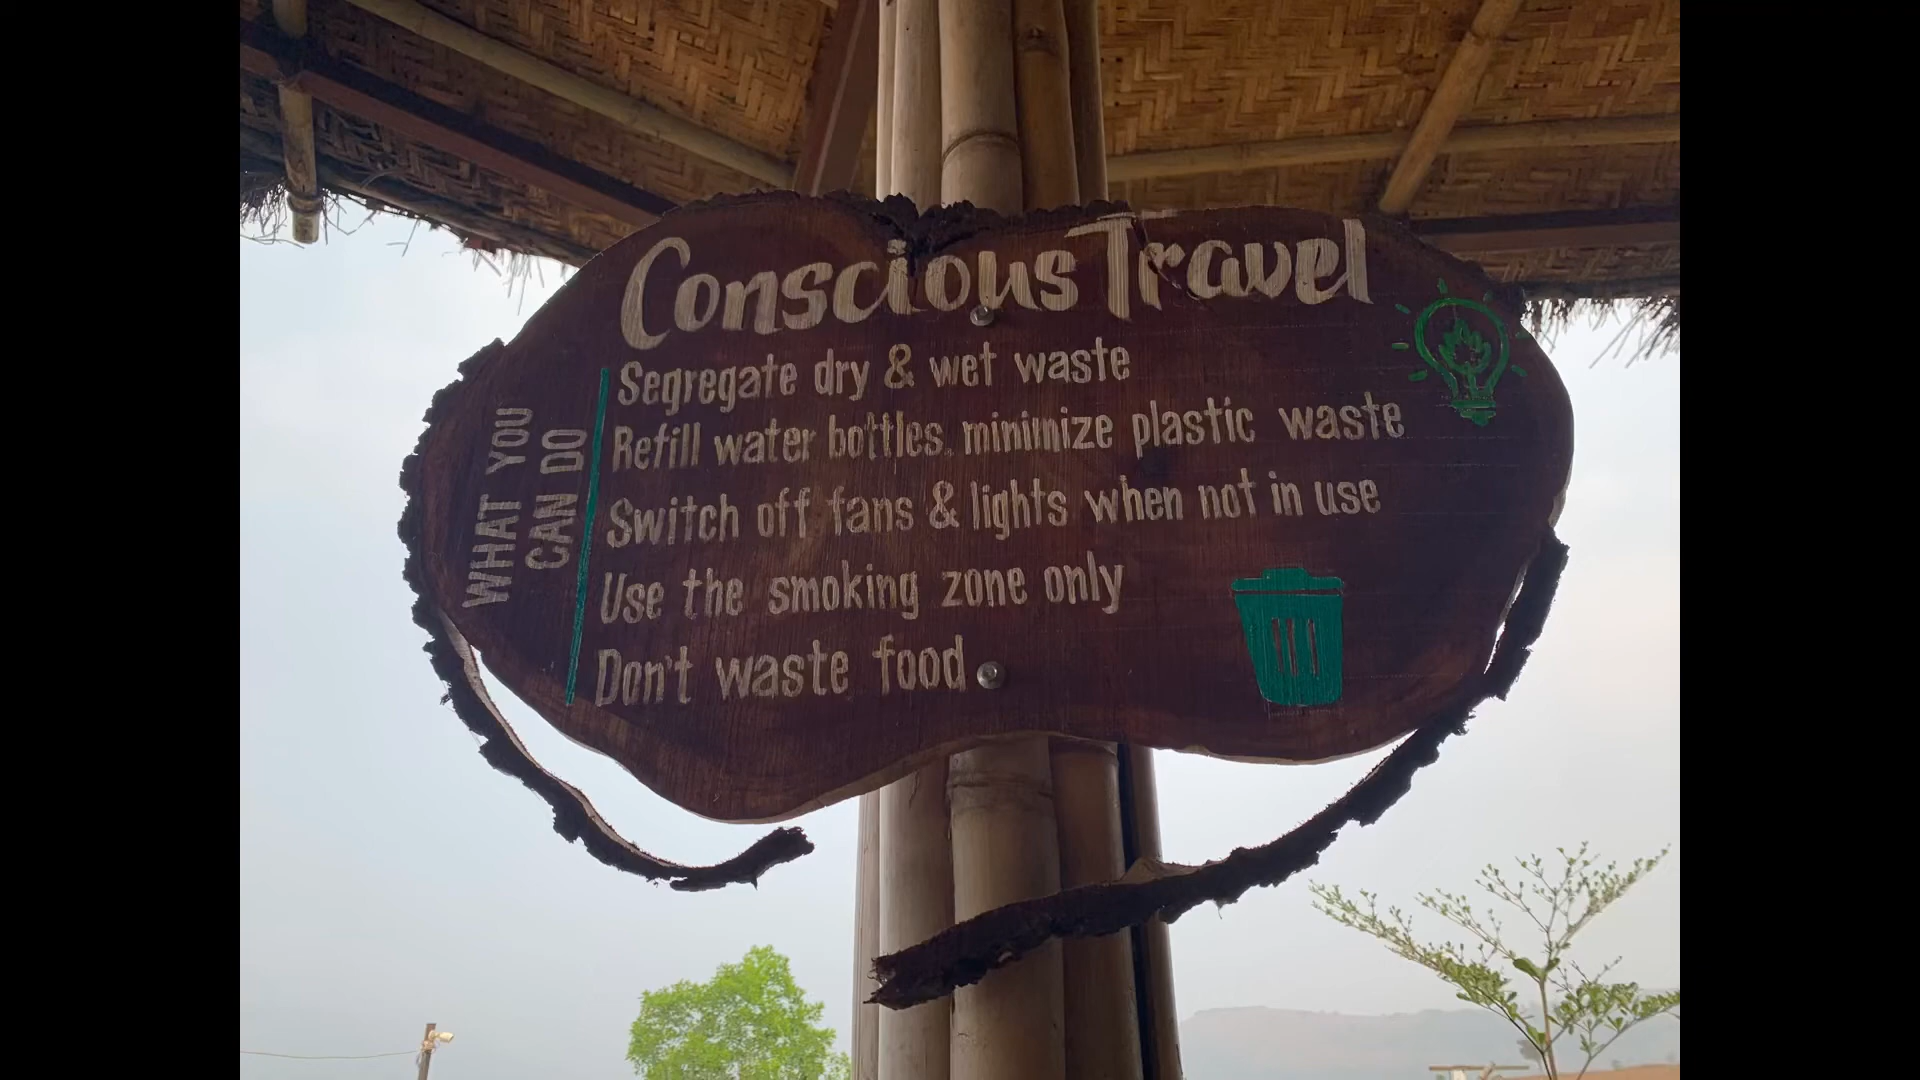 Conscious Travel
WHAT YOU
CAN DO
Segregate dry & wet waste
Refill water bottles, minimize plastic waste
Switch off fans & lights when not in use
Use the smoking zone only
Don't waste food